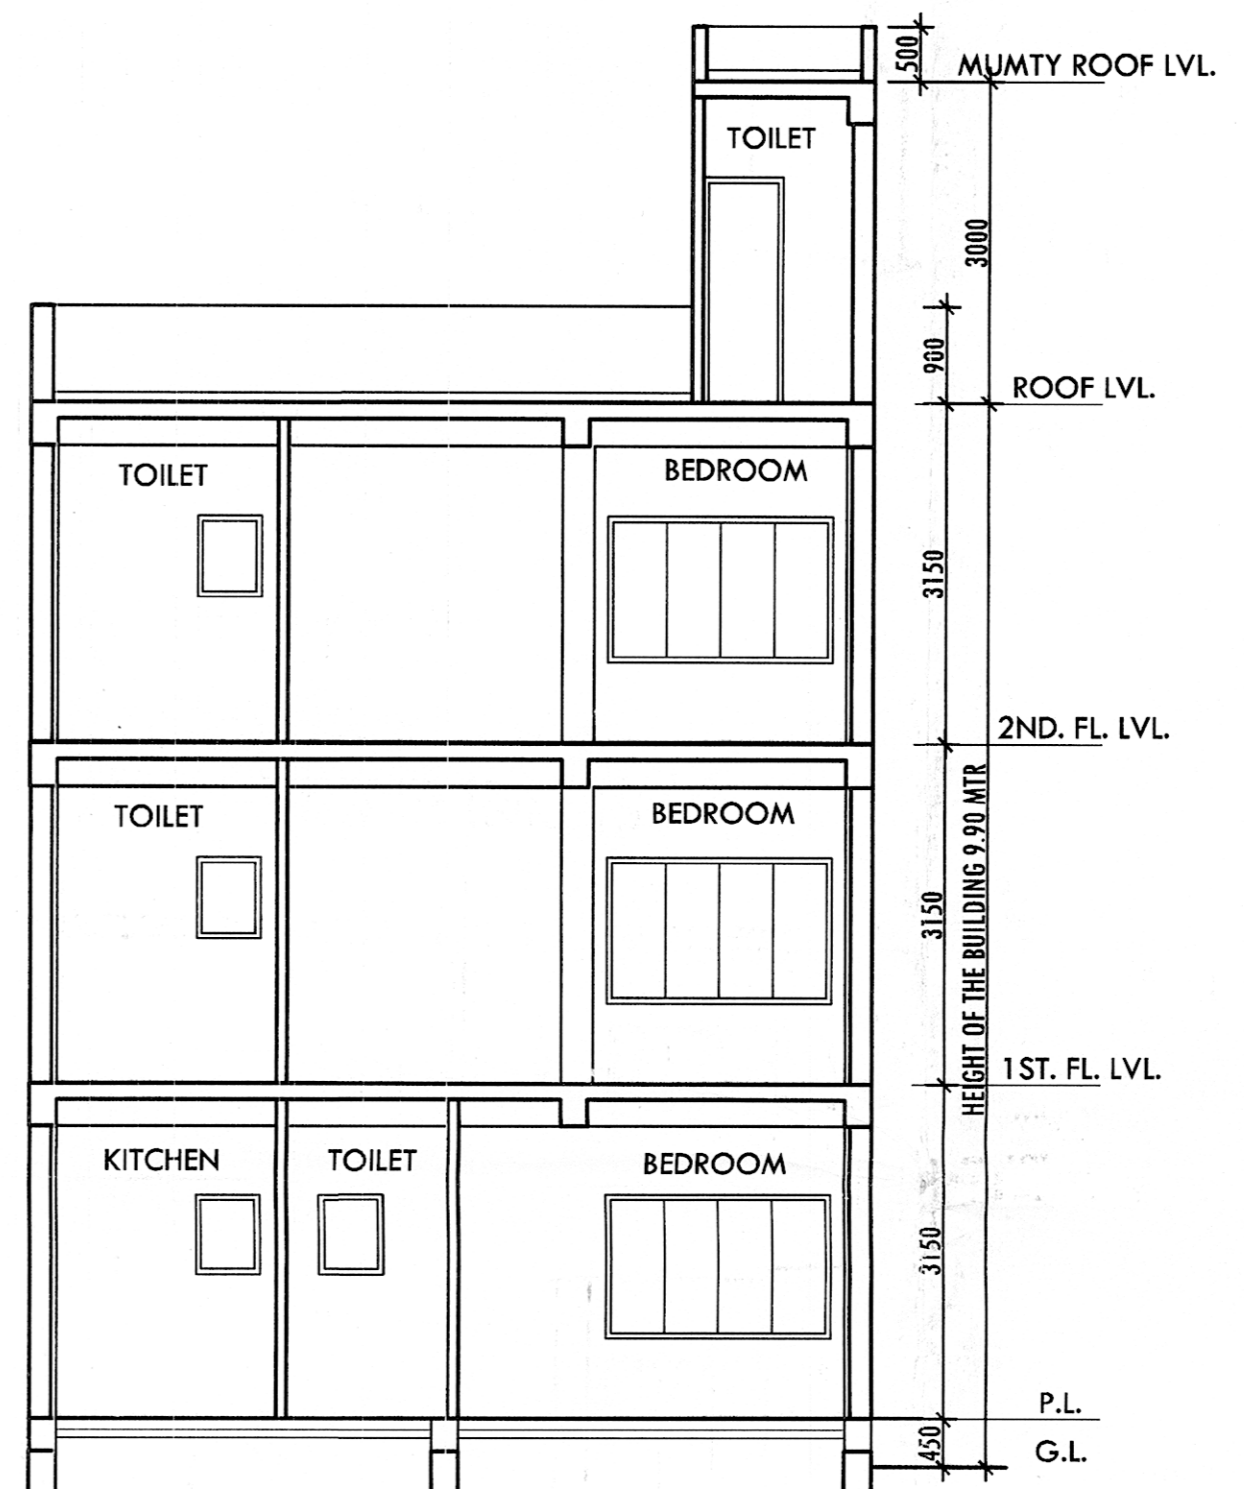 500
MUMTY ROOF LVL.
TOILET
3000
900
ROOF LVL.
TOILET
BEDROOM
3150
2ND. FL. LVL.
TOILET
BEDROOM
3150
HEIGHT OF THE BUILDING 9.90 MTR
1ST. FL. LVL.
KITCHEN
TOILET
BEDROOM
3150
P.L.
450
G.L.